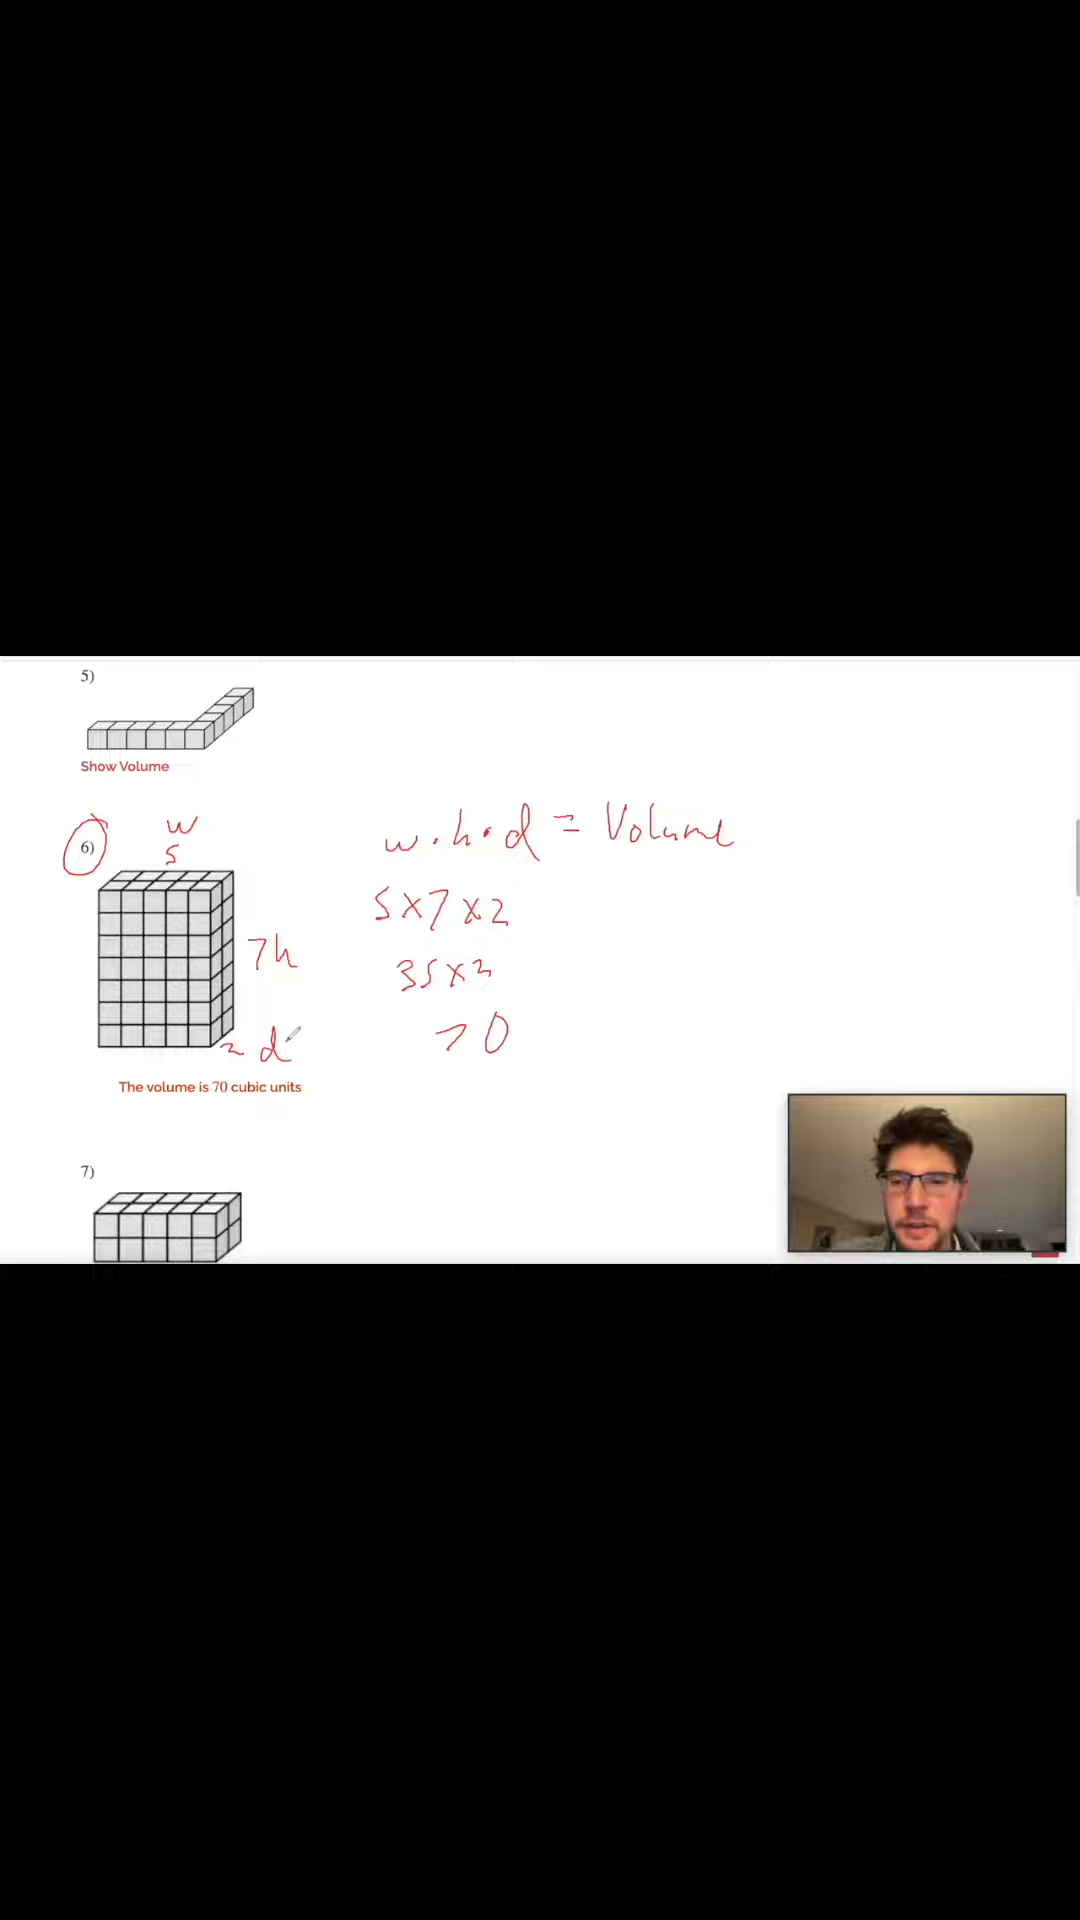 5)
Show Volume
w
5
6)
w · h · d = Volume
5 x 7 x 2
7h
35 x 2
70
2 d
The volume is 70 cubic units
7)